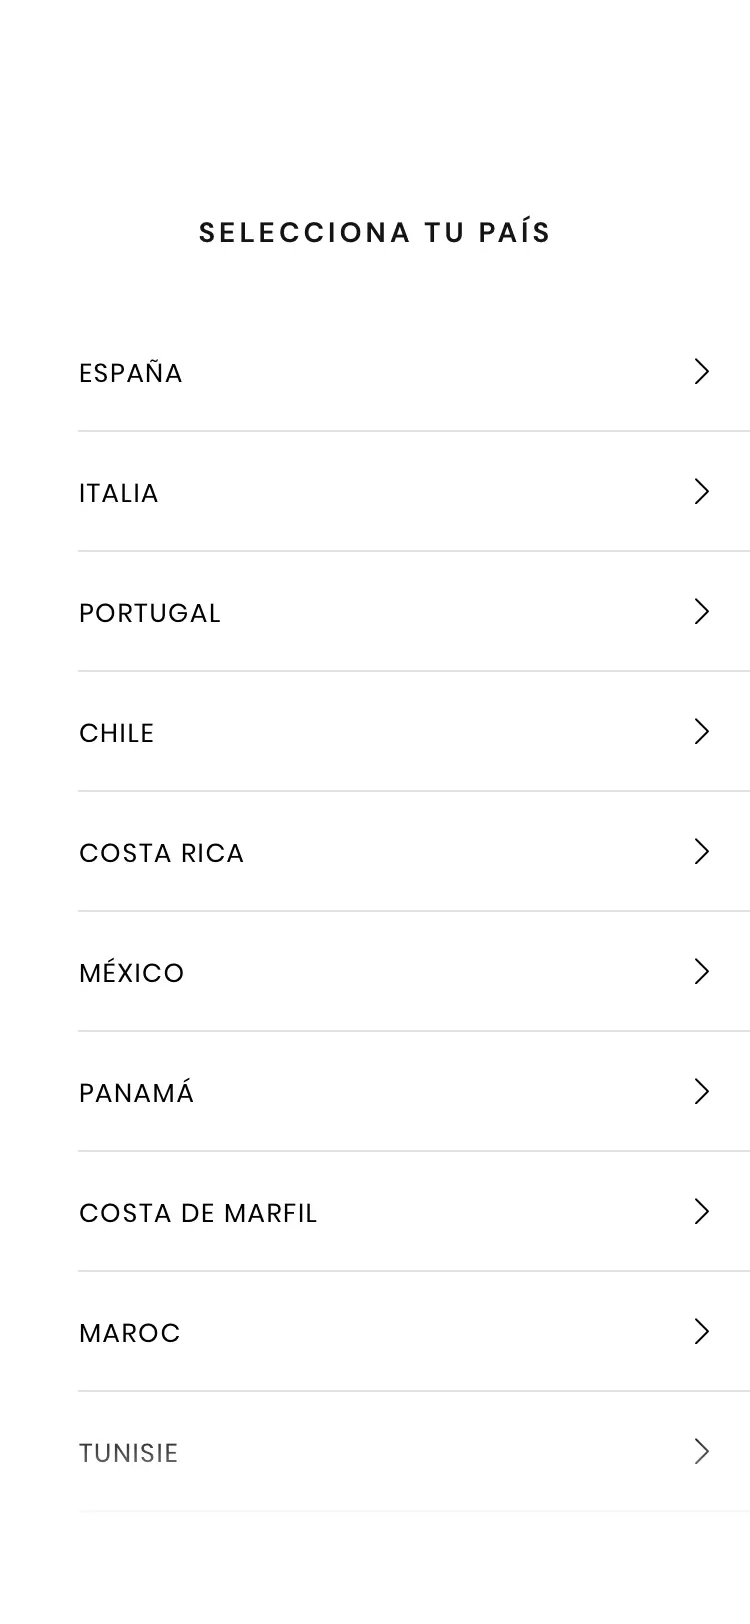 SELECCIONA TU PAÍS
ESPAÑA
ITALIA
PORTUGAL
CHILE
COSTA RICA
MÉXICO
PANAMÁ
COSTA DE MARFIL
MAROC
TUNISIE